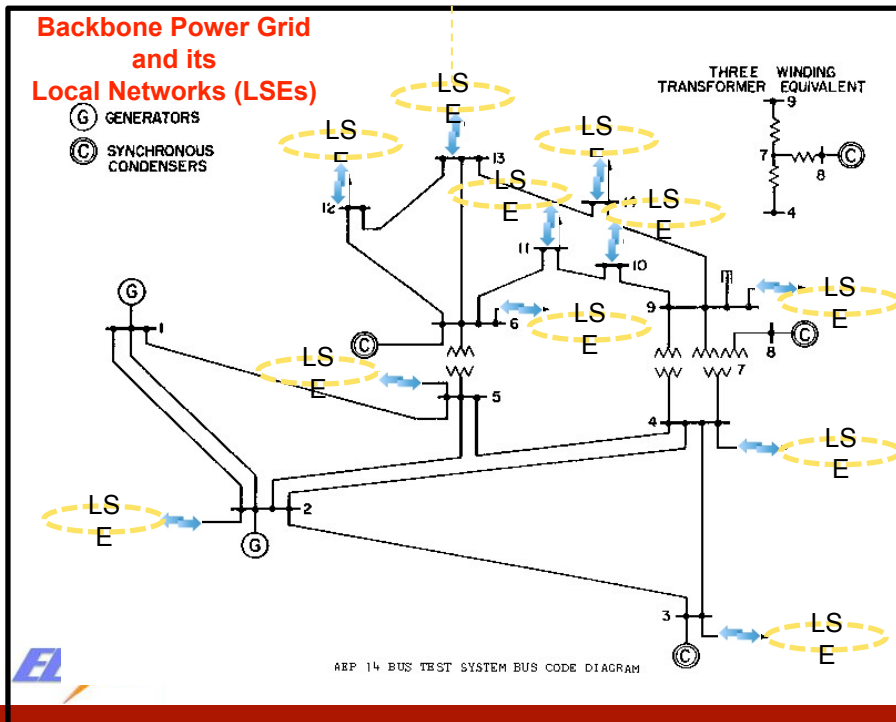 Backbone Power Grid
and its
Local Networks (LSEs)
G GENERATORS
C SYNCHRONOUS
CONDENSERS
THREE WINDING
TRANSFORMER EQUIVALENT
9
7
8
C
4
LS
E
LS
E
LS
E
LS
E
LS
E
13
12
14
11
10
G
1
C
6
LS
E
9
LS
E
8
C
7
LS
E
5
4
LS
E
LS
E
2
G
3
C
LS
E
AEP 14 BUS TEST SYSTEM BUS CODE DIAGRAM
EL